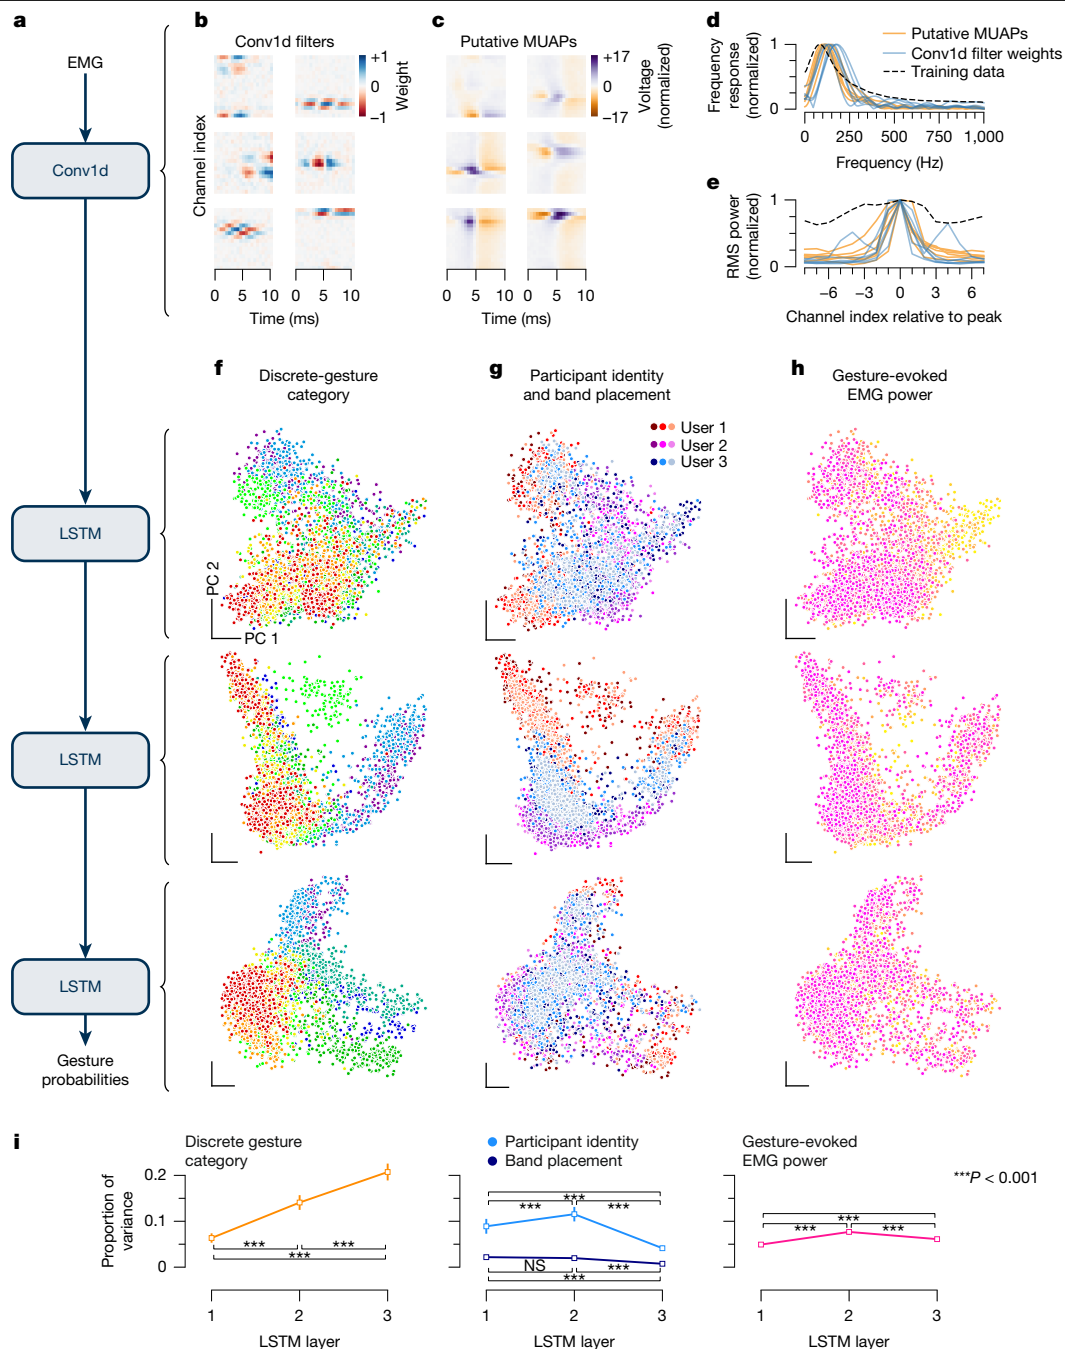 a
EMG
Conv1d
LSTM
LSTM
LSTM
Gesture
probabilities
b
Conv1d filters
+1
0
−1
Weight
Channel index
0 5 10 0 5 10
Time (ms)
c
Putative MUAPs
+17
0
−17
Voltage
(normalized)
0 5 10 0 5 10
Time (ms)
d
Putative MUAPs
Conv1d filter weights
Training data
Frequency
response
(normalized)
1
0
0 250 500 750 1,000
Frequency (Hz)
e
RMS power
(normalized)
1
0
−6 −3 0 3 6
Channel index relative to peak
f
Discrete-gesture
category
PC 2
PC 1
g
Participant identity
and band placement
User 1
User 2
User 3
h
Gesture-evoked
EMG power
i
Discrete gesture
category
Proportion of
variance
0.2
0.1
0
***
***
***
1 2 3
LSTM layer
Participant identity
Band placement
***
***
***
NS
***
***
1 2 3
LSTM layer
Gesture-evoked
EMG power
***
***
***
1 2 3
LSTM layer
***P < 0.001